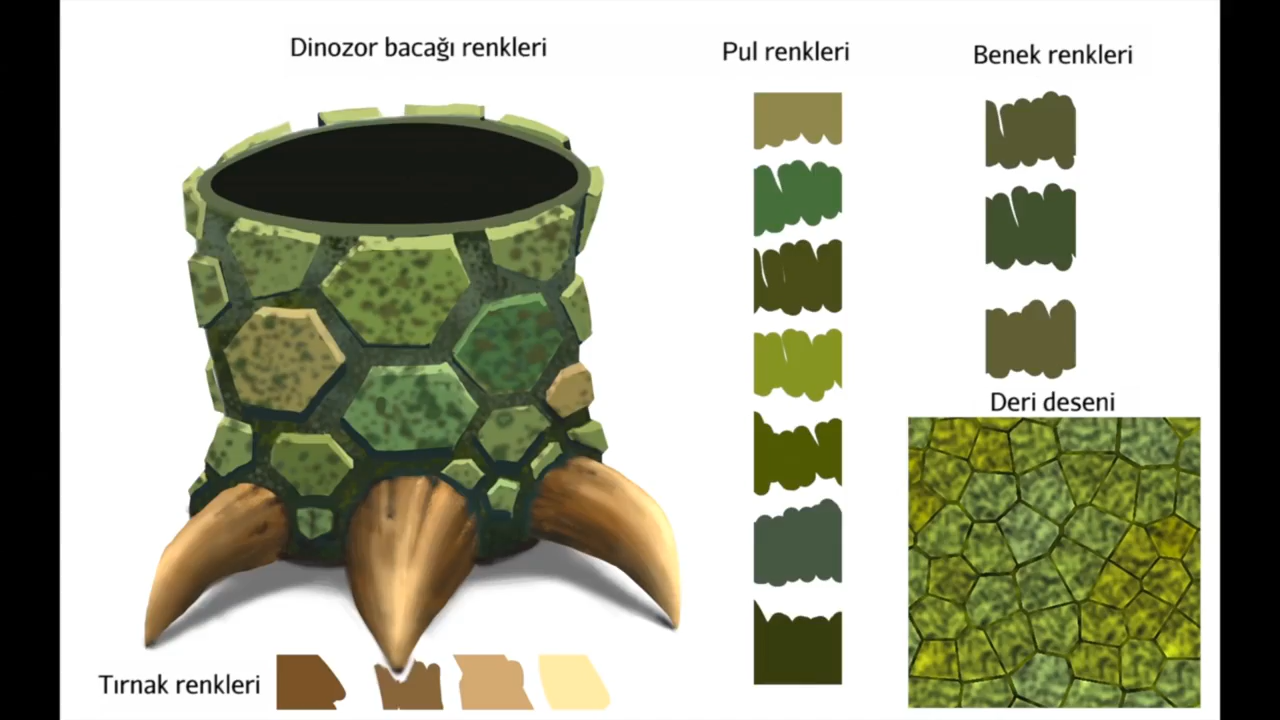 Dinozor bacağı renkleri
Pul renkleri
Benek renkleri
Deri deseni
Tırnak renkleri